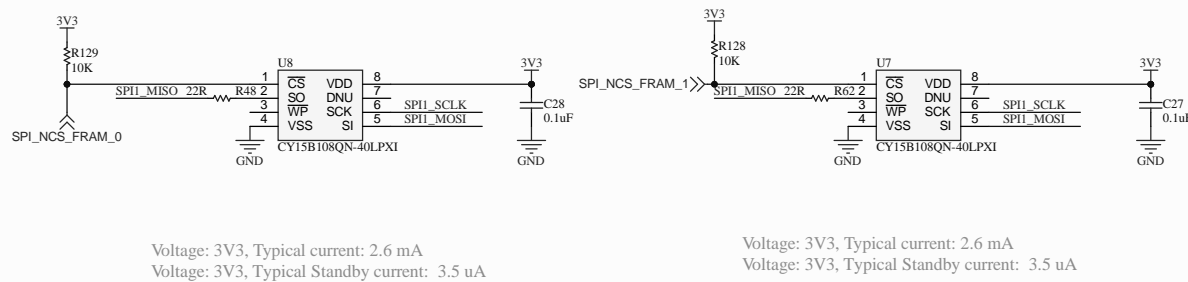 3V3
R129
10K
U8
1 CS VDD 8
SPI1_MISO 22R R48 2 SO DNU 7
3 WP SCK 6 SPI1_SCLK
4 VSS SI 5 SPI1_MOSI
3V3
C28
0.1uF
SPI_NCS_FRAM_0
GND
CY15B108QN-40LPXI
GND
Voltage: 3V3, Typical current: 2.6 mA
Voltage: 3V3, Typical Standby current: 3.5 uA
3V3
R128
10K
SPI_NCS_FRAM_1
U7
1 CS VDD 8
SPI1_MISO 22R R62 2 SO DNU 7
3 WP SCK 6 SPI1_SCLK
4 VSS SI 5 SPI1_MOSI
3V3
C27
0.1uF
GND
CY15B108QN-40LPXI
GND
Voltage: 3V3, Typical current: 2.6 mA
Voltage: 3V3, Typical Standby current: 3.5 uA